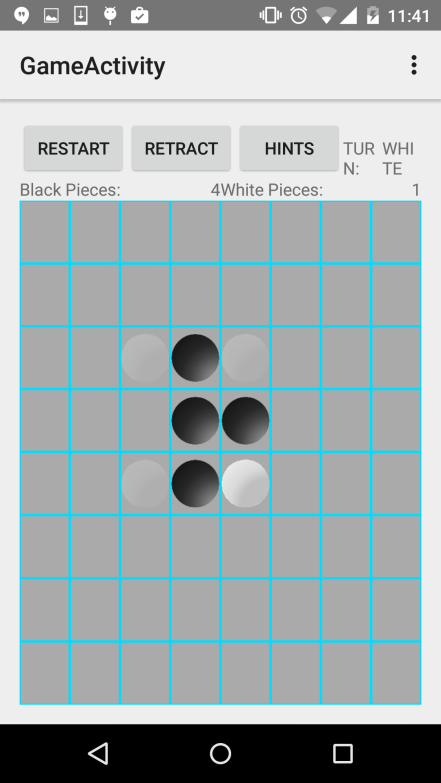 11:41
GameActivity
RESTART RETRACT HINTS TUR WHI
N: TE
Black Pieces: 4White Pieces: 1